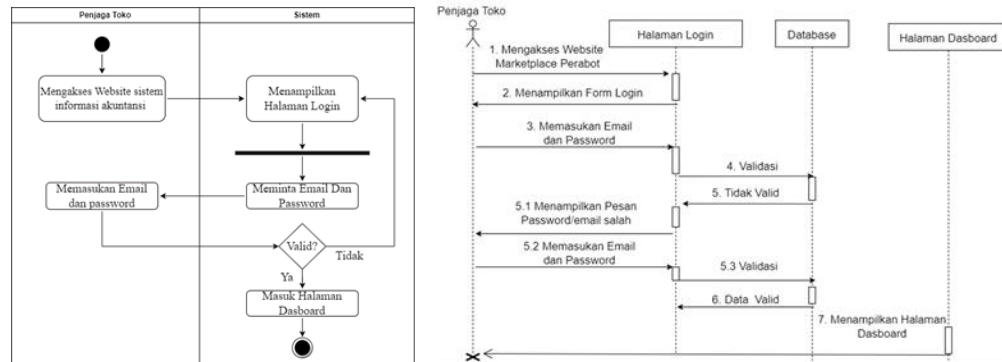 Penjaga Toko
Sistem
Mengakses Website sistem
informasi akuntansi
Menampilkan
Halaman Login
Memasukan Email
dan password
Meminta Email Dan
Password
Valid?
Tidak
Ya
Masuk Halaman
Dasboard
Penjaga Toko
Halaman Login
Database
Halaman Dasboard
1. Mengakses Website
Marketplace Perabot
2. Menampilkan Form Login
3. Memasukan Email
dan Password
4. Validasi
5. Tidak Valid
5.1 Menampilkan Pesan
Password/email salah
5.2 Memasukan Email
dan Password
5.3 Validasi
6. Data Valid
7. Menampilkan Halaman
Dasboard